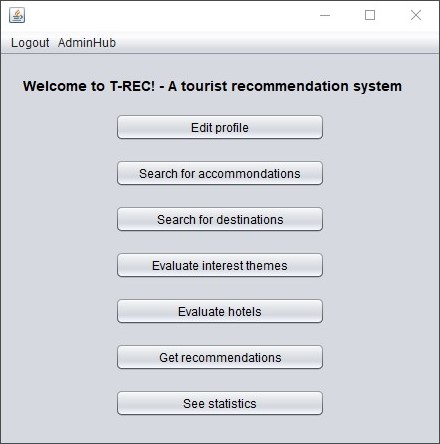 Logout AdminHub
Welcome to T-REC! - A tourist recommendation system
Edit profile
Search for accommondations
Search for destinations
Evaluate interest themes
Evaluate hotels
Get recommendations
See statistics